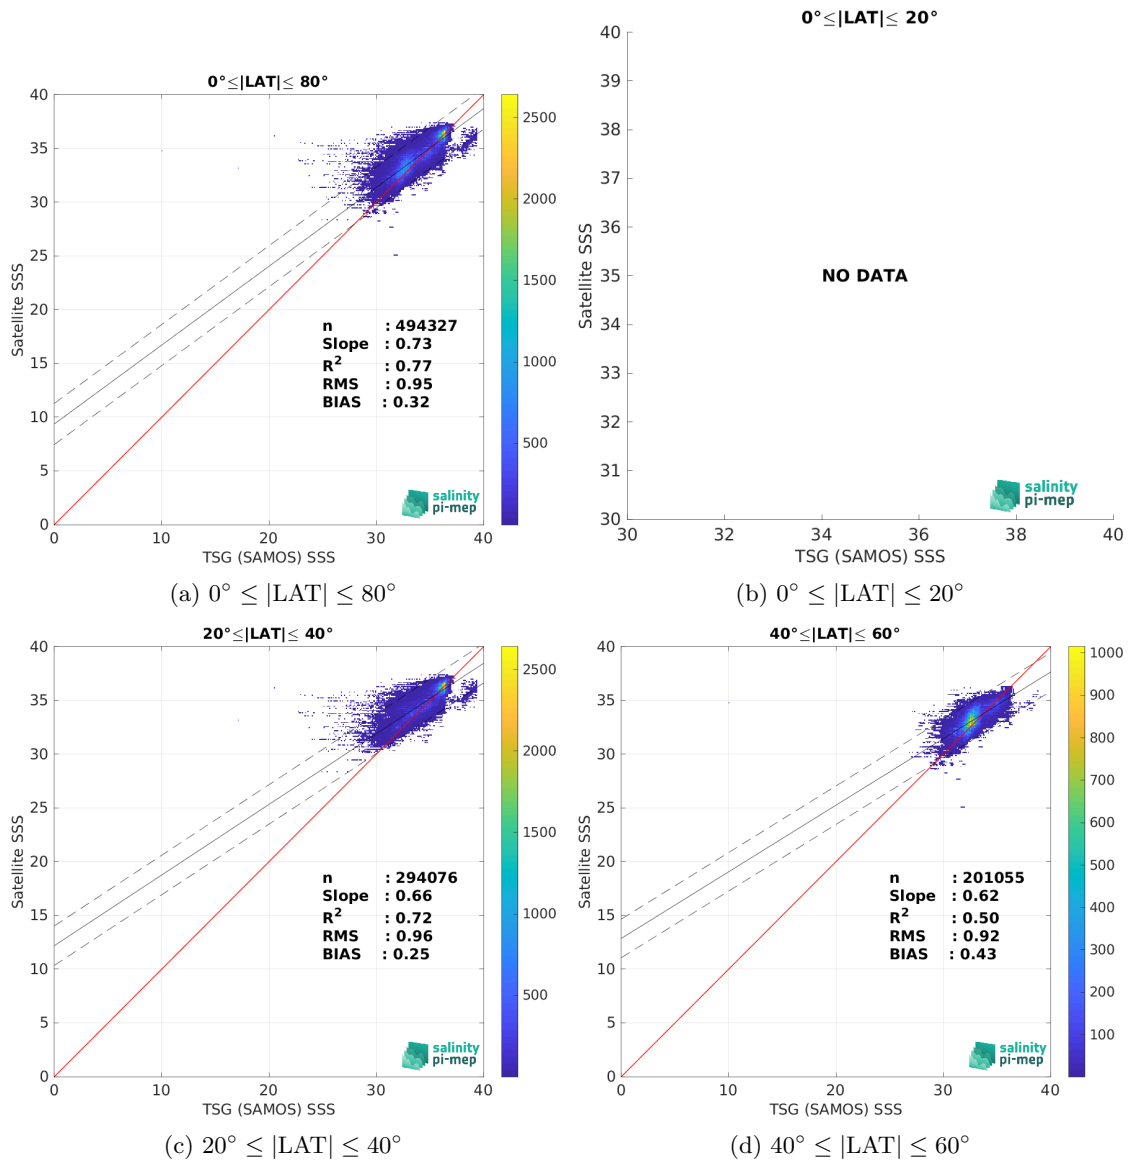 0°≤|LAT|≤ 80°
40
35
30
25
20
15
10
5
0
Satellite SSS
n : 494327
Slope : 0.73
R² : 0.77
RMS : 0.95
BIAS : 0.32
salinity
pi-mep
0 10 20 30 40
TSG (SAMOS) SSS
2500
2000
1500
1000
500
(a) 0° ≤ |LAT| ≤ 80°
0°≤|LAT|≤ 20°
40
39
38
37
36
35
34
33
32
31
30
Satellite SSS
NO DATA
salinity
pi-mep
30 32 34 36 38 40
TSG (SAMOS) SSS
(b) 0° ≤ |LAT| ≤ 20°
20°≤|LAT|≤ 40°
40
35
30
25
20
15
10
5
0
Satellite SSS
n : 294076
Slope : 0.66
R² : 0.72
RMS : 0.96
BIAS : 0.25
salinity
pi-mep
0 10 20 30 40
TSG (SAMOS) SSS
2500
2000
1500
1000
500
(c) 20° ≤ |LAT| ≤ 40°
40°≤|LAT|≤ 60°
40
35
30
25
20
15
10
5
0
Satellite SSS
n : 201055
Slope : 0.62
R² : 0.50
RMS : 0.92
BIAS : 0.43
salinity
pi-mep
0 10 20 30 40
TSG (SAMOS) SSS
1000
900
800
700
600
500
400
300
200
100
(d) 40° ≤ |LAT| ≤ 60°